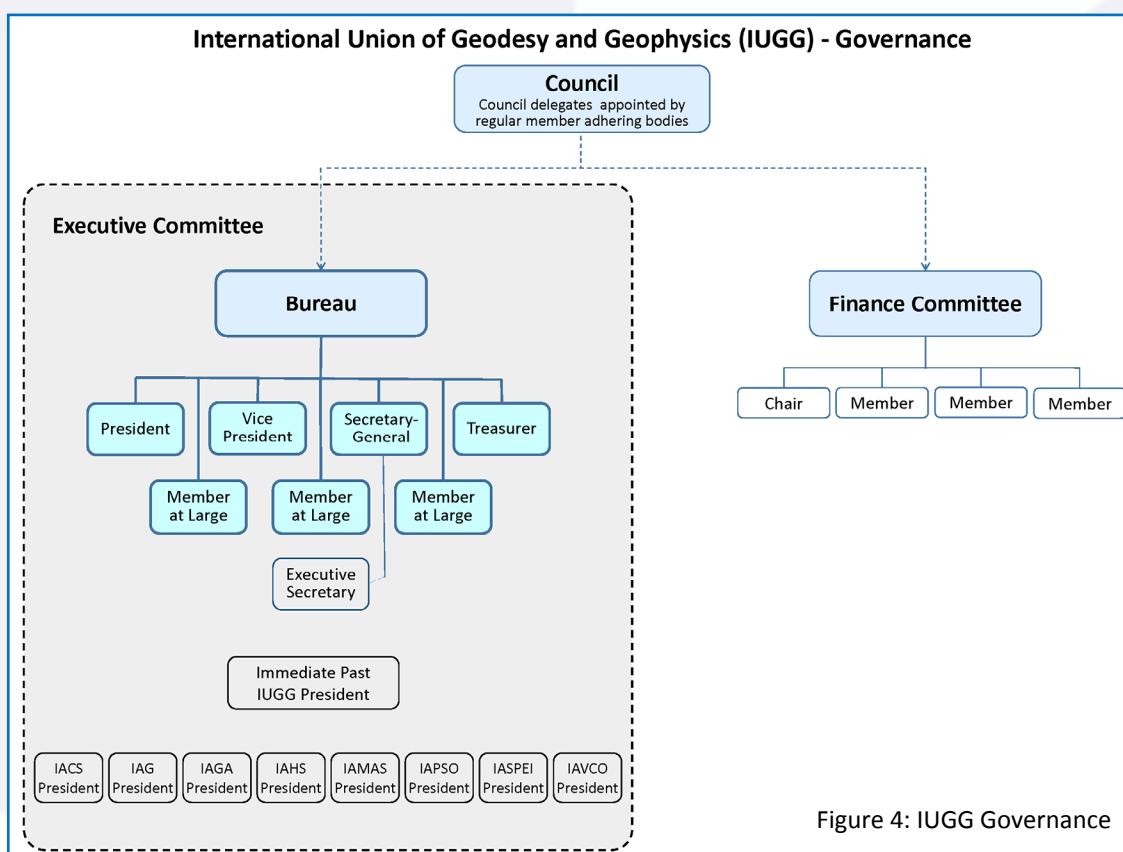 International Union of Geodesy and Geophysics (IUGG) - Governance
Council
Council delegates appointed by
regular member adhering bodies
Executive Committee
Bureau
Finance Committee
President
Vice
President
Secretary-
General
Treasurer
Chair
Member
Member
Member
Member
at Large
Member
at Large
Member
at Large
Executive
Secretary
Immediate Past
IUGG President
IACS
President
IAG
President
IAGA
President
IAHS
President
IAMAS
President
IAPSO
President
IASPEI
President
IAVCO
President
Figure 4: IUGG Governance